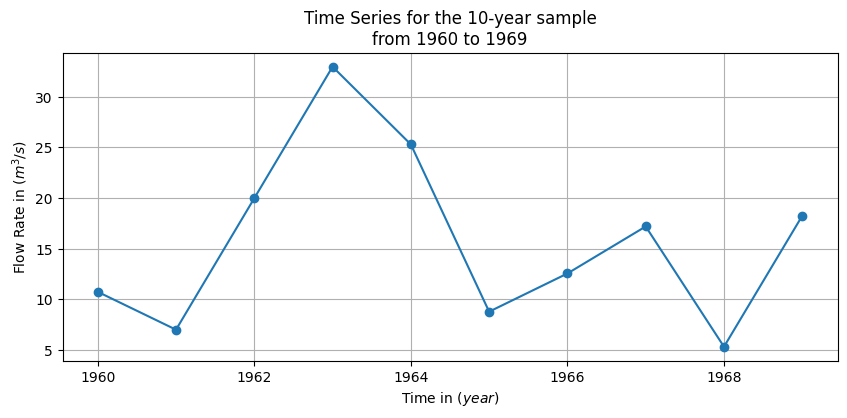 Time Series for the 10-year sample
from 1960 to 1969
Flow Rate in (m³/s)
30
25
20
15
10
5
1960 1962 1964 1966 1968
Time in (year)